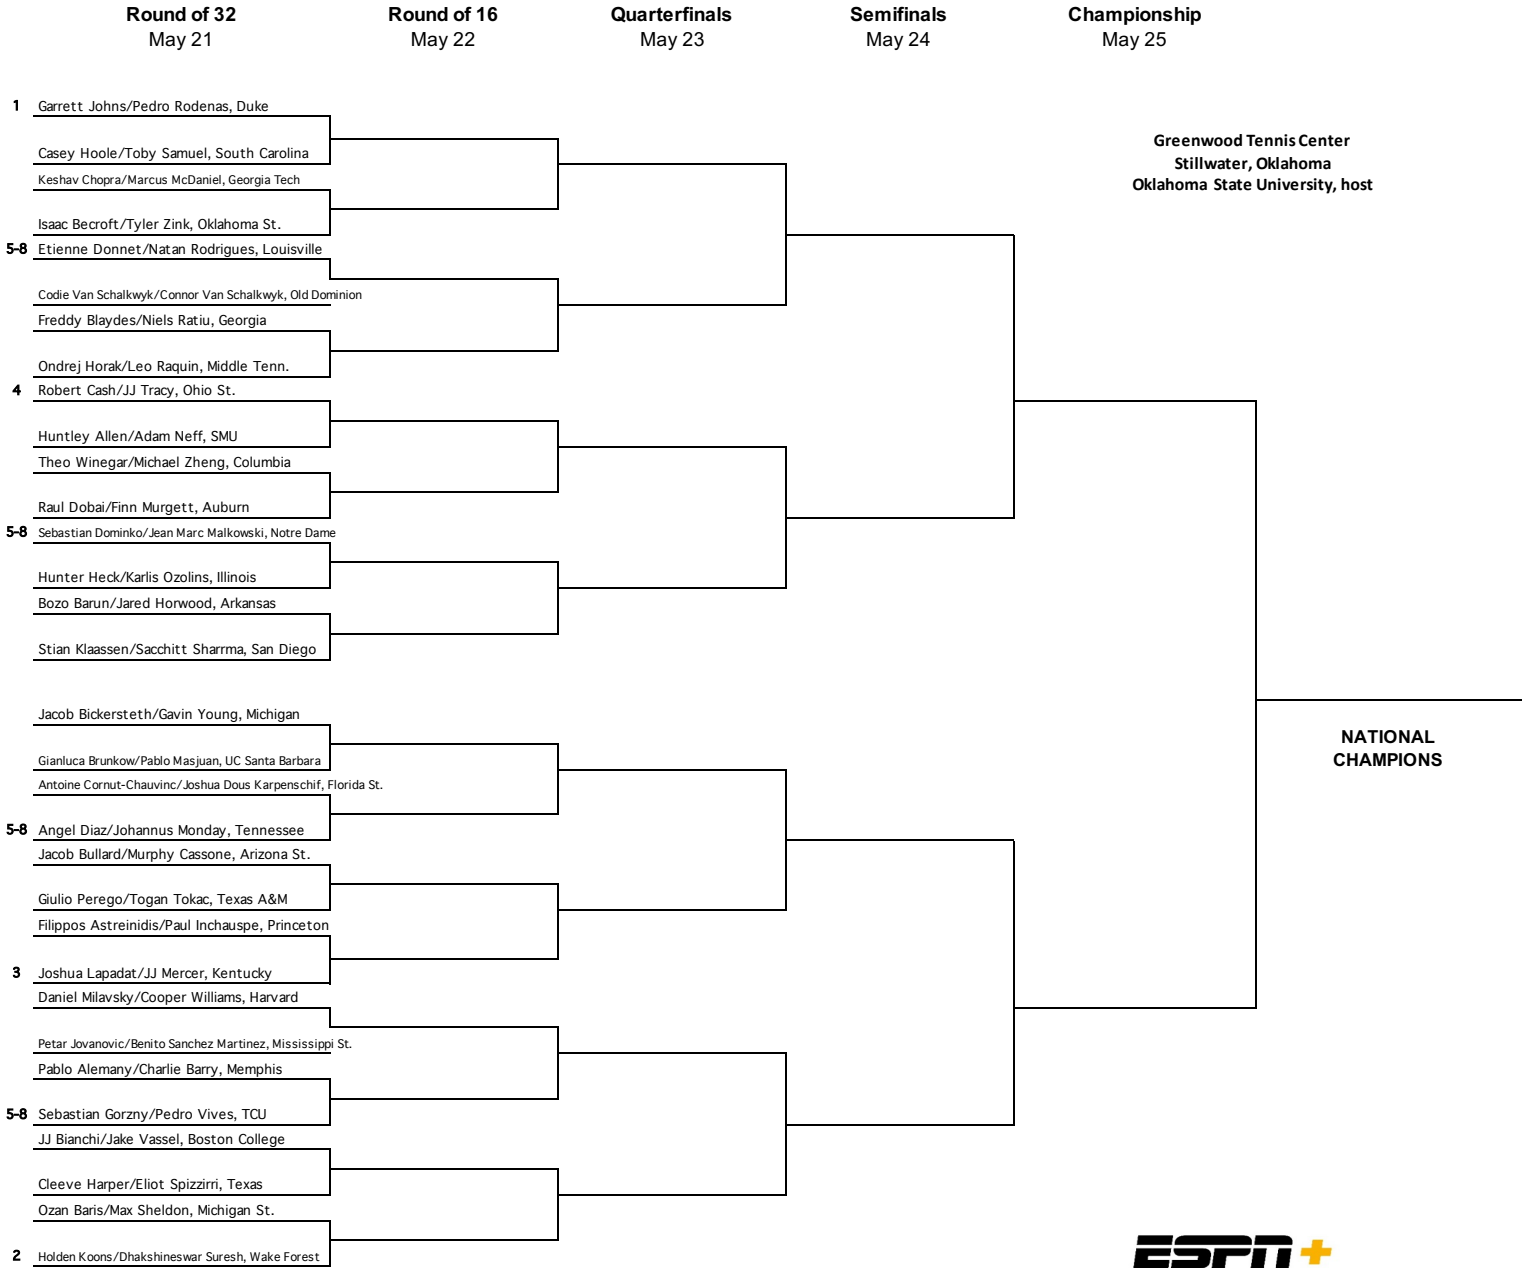 Round of 32
Round of 16
Quarterfinals
Semifinals
Championship
May 21
May 22
May 23
May 24
May 25
1 Garrett Johns/Pedro Rodenas, Duke
Casey Hoole/Toby Samuel, South Carolina
Keshav Chopra/Marcus McDaniel, Georgia Tech
Isaac Becroft/Tyler Zink, Oklahoma St.
5-8 Etienne Donnet/Natan Rodrigues, Louisville
Codie Van Schalkwyk/Connor Van Schalkwyk, Old Dominion
Freddy Blaydes/Niels Ratiu, Georgia
Ondrej Horak/Leo Raquin, Middle Tenn.
4 Robert Cash/JJ Tracy, Ohio St.
Huntley Allen/Adam Neff, SMU
Theo Winegar/Michael Zheng, Columbia
Raul Dobai/Finn Murgett, Auburn
5-8 Sebastian Dominko/Jean Marc Malkowski, Notre Dame
Hunter Heck/Karlis Ozolins, Illinois
Bozo Barun/Jared Horwood, Arkansas
Stian Klaassen/Sacchitt Sharrma, San Diego
Jacob Bickersteth/Gavin Young, Michigan
Gianluca Brunkow/Pablo Masjuan, UC Santa Barbara
Antoine Cornut-Chauvinc/Joshua Dous Karpenschif, Florida St.
5-8 Angel Diaz/Johannus Monday, Tennessee
Jacob Bullard/Murphy Cassone, Arizona St.
Giulio Perego/Togan Tokac, Texas A&M
Filippos Astreinidis/Paul Inchauspe, Princeton
3 Joshua Lapadat/JJ Mercer, Kentucky
Daniel Milavsky/Cooper Williams, Harvard
Petar Jovanovic/Benito Sanchez Martinez, Mississippi St.
Pablo Alemany/Charlie Barry, Memphis
5-8 Sebastian Gorzny/Pedro Vives, TCU
JJ Bianchi/Jake Vassel, Boston College
Cleeve Harper/Eliot Spizzirri, Texas
Ozan Baris/Max Sheldon, Michigan St.
2 Holden Koons/Dhakshineswar Suresh, Wake Forest
Greenwood Tennis Center
Stillwater, Oklahoma
Oklahoma State University, host
NATIONAL
CHAMPIONS
ESPN+